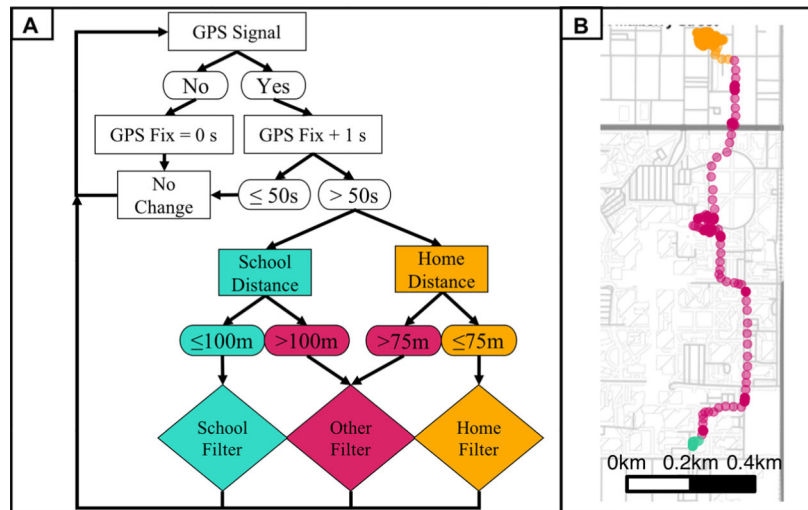 A
GPS Signal
No
Yes
GPS Fix = 0 s
GPS Fix + 1 s
No
Change
≤ 50s
> 50s
School
Distance
Home
Distance
≤100m
>100m
>75m
≤75m
School
Filter
Other
Filter
Home
Filter
B
0km 0.2km 0.4km